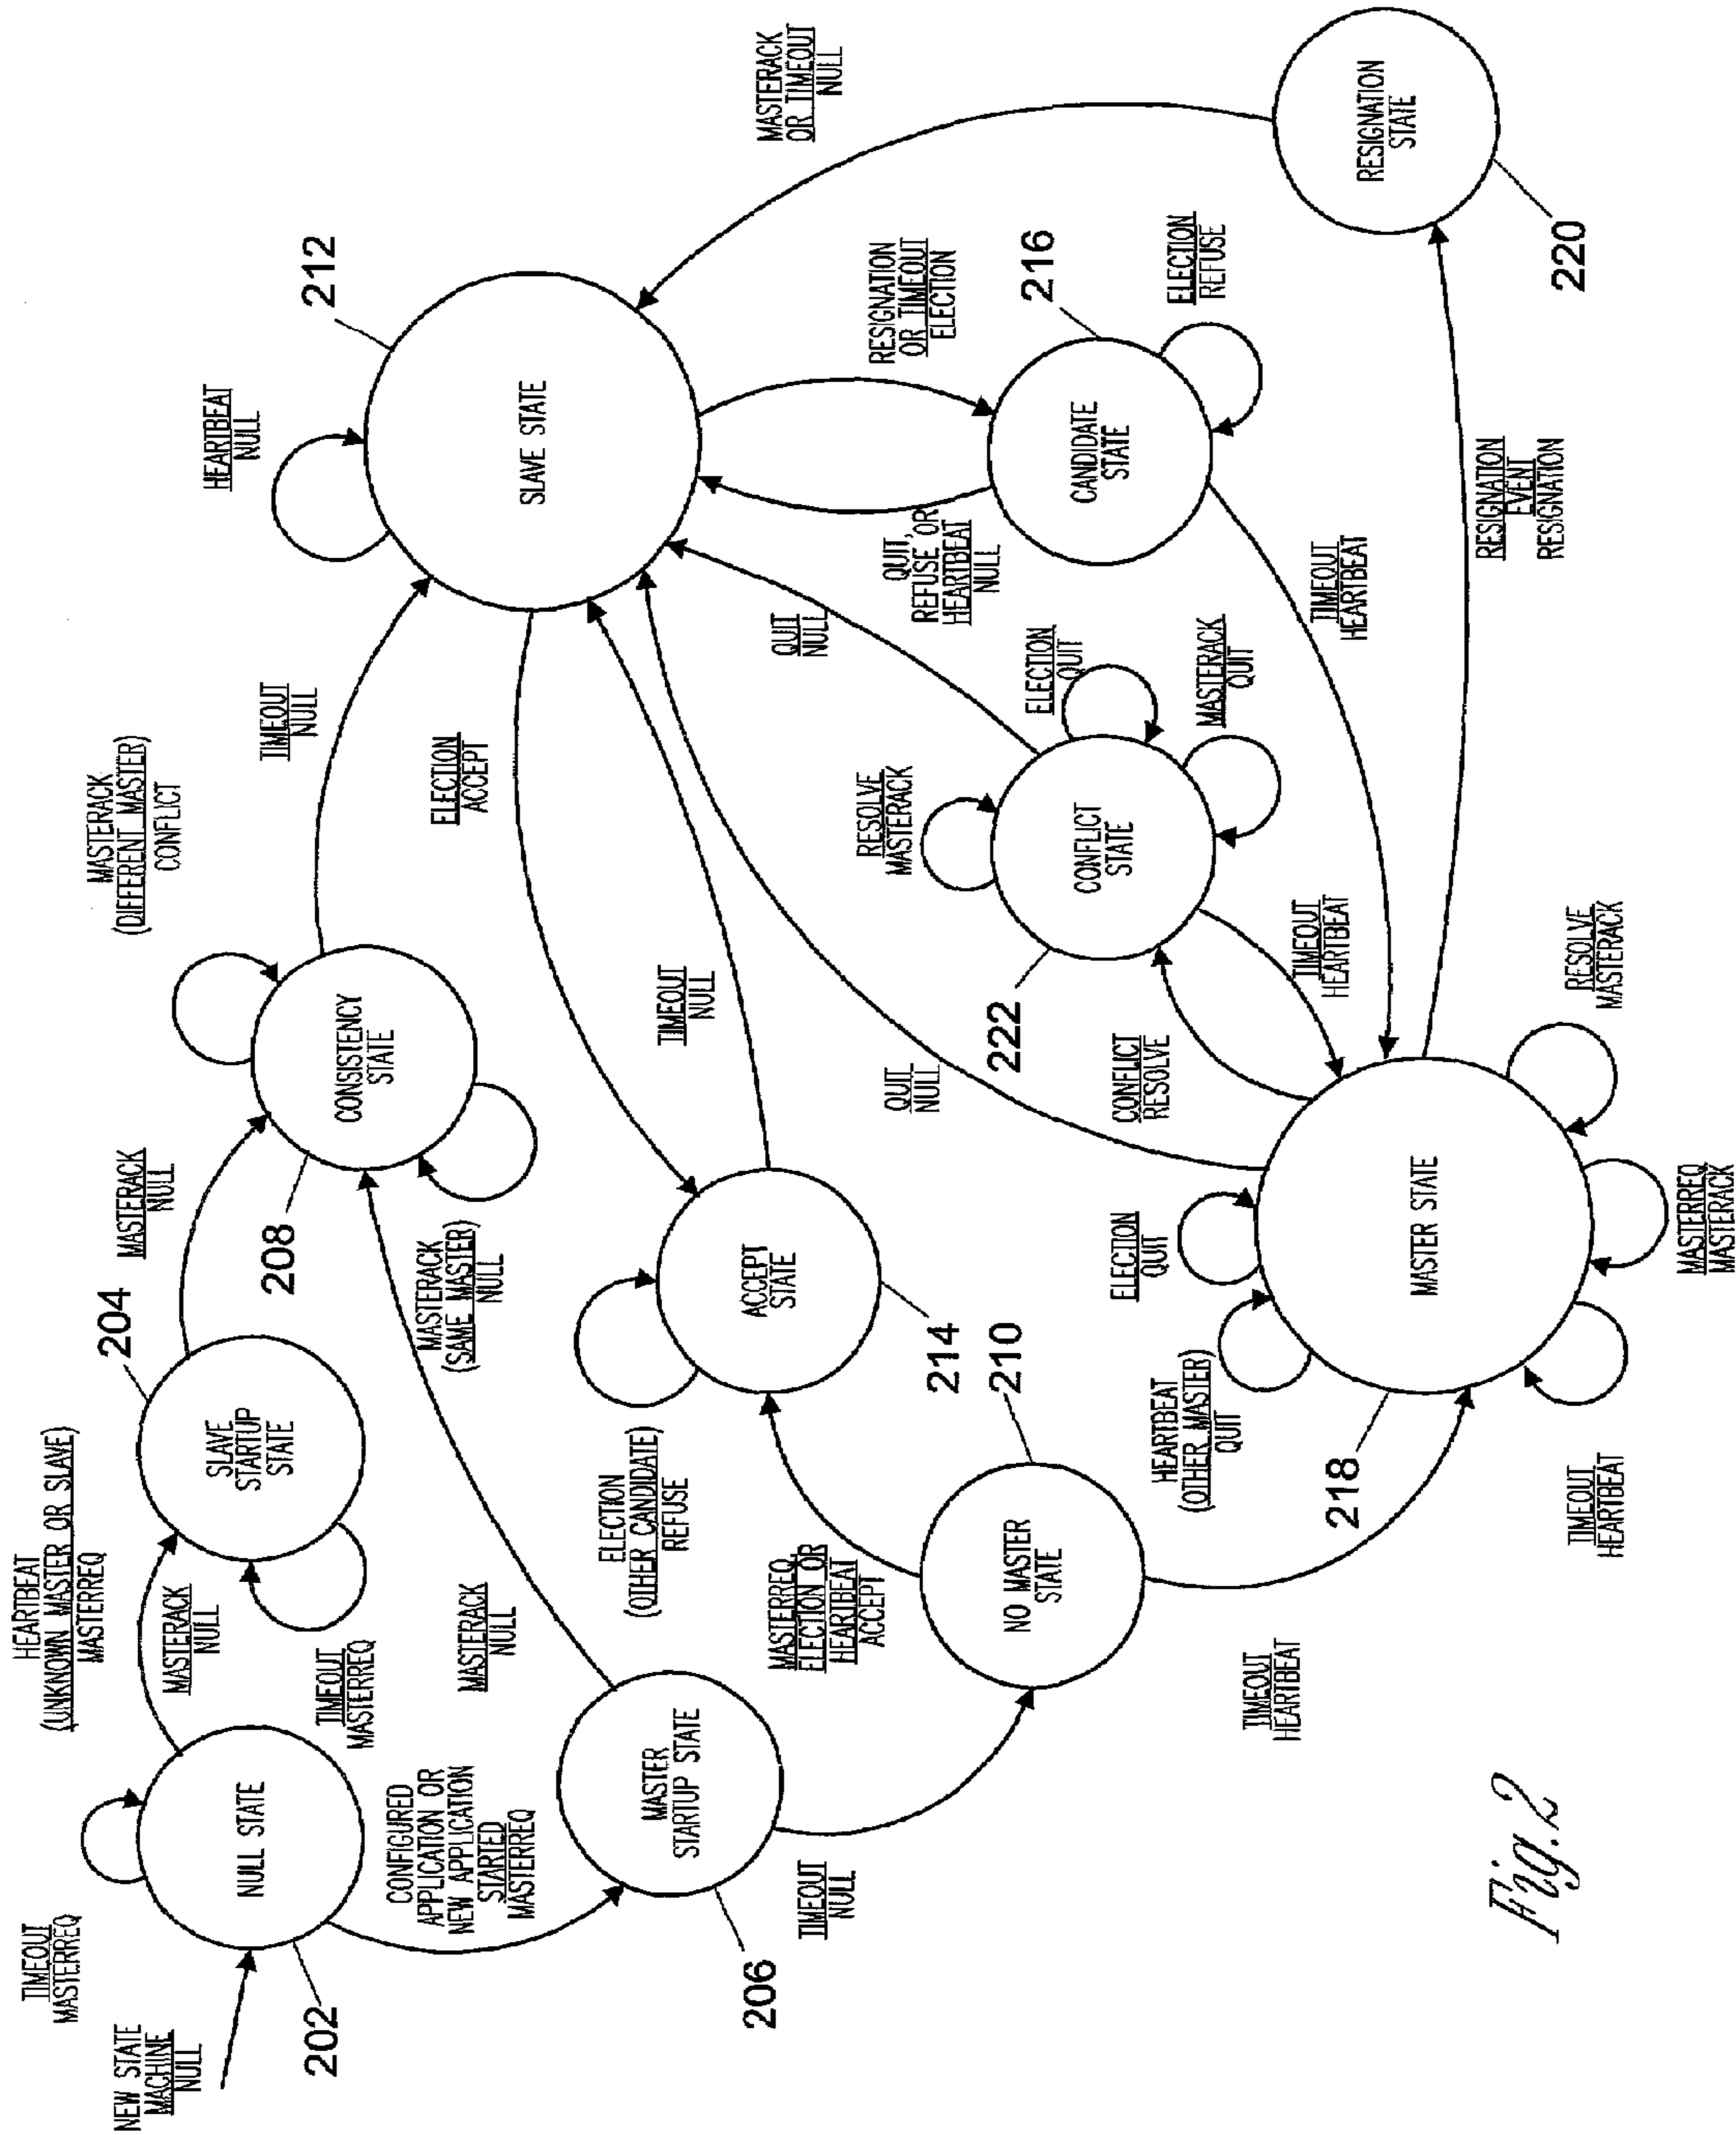 NEW STATE
MACHINE
NULL
TIMEOUT
MASTERREQ
202
NULL STATE
HEARTBEAT
(UNKNOWN MASTER OR SLAVE)
MASTERREQ
MASTERACK
NULL
TIMEOUT
MASTERREQ
204
SLAVE
STARTUP
STATE
MASTERACK
NULL
208
CONSISTENCY
STATE
MASTERACK
(DIFFERENT MASTER)
CONFLICT
MASTERACK
(SAME MASTER)
NULL
TIMEOUT
NULL
HEARTBEAT
NULL
212
SLAVE STATE
CONFIGURED
APPLICATION OR
NEW APPLICATION
STARTED
MASTERREQ
206
MASTER
STARTUP STATE
MASTERACK
NULL
TIMEOUT
NULL
ELECTION
(OTHER CANDIDATE)
REFUSE
ACCEPT
STATE
214
ELECTION
ACCEPT
TIMEOUT
NULL
MASTERREQ,
ELECTION OR
HEARTBEAT
ACCEPT
210
NO MASTER
STATE
TIMEOUT
HEARTBEAT
QUIT
NULL
QUIT
NULL
QUIT,
REFUSE, OR
HEARTBEAT
NULL
RESIGNATION
OR TIMEOUT
ELECTION
216
CANDIDATE
STATE
ELECTION
REFUSE
RESOLVE
MASTERACK
ELECTION
QUIT
MASTERACK
QUIT
CONFLICT
STATE
222
CONFLICT
RESOLVE
TIMEOUT
HEARTBEAT
TIMEOUT
HEARTBEAT
ELECTION
QUIT
HEARTBEAT
(OTHER MASTER)
QUIT
218
MASTER STATE
TIMEOUT
HEARTBEAT
MASTERREQ
MASTERACK
RESOLVE
MASTERACK
RESIGNATION
EVENT
RESIGNATION
MASTERACK
OR TIMEOUT
NULL
RESIGNATION
STATE
220
Fig. 2